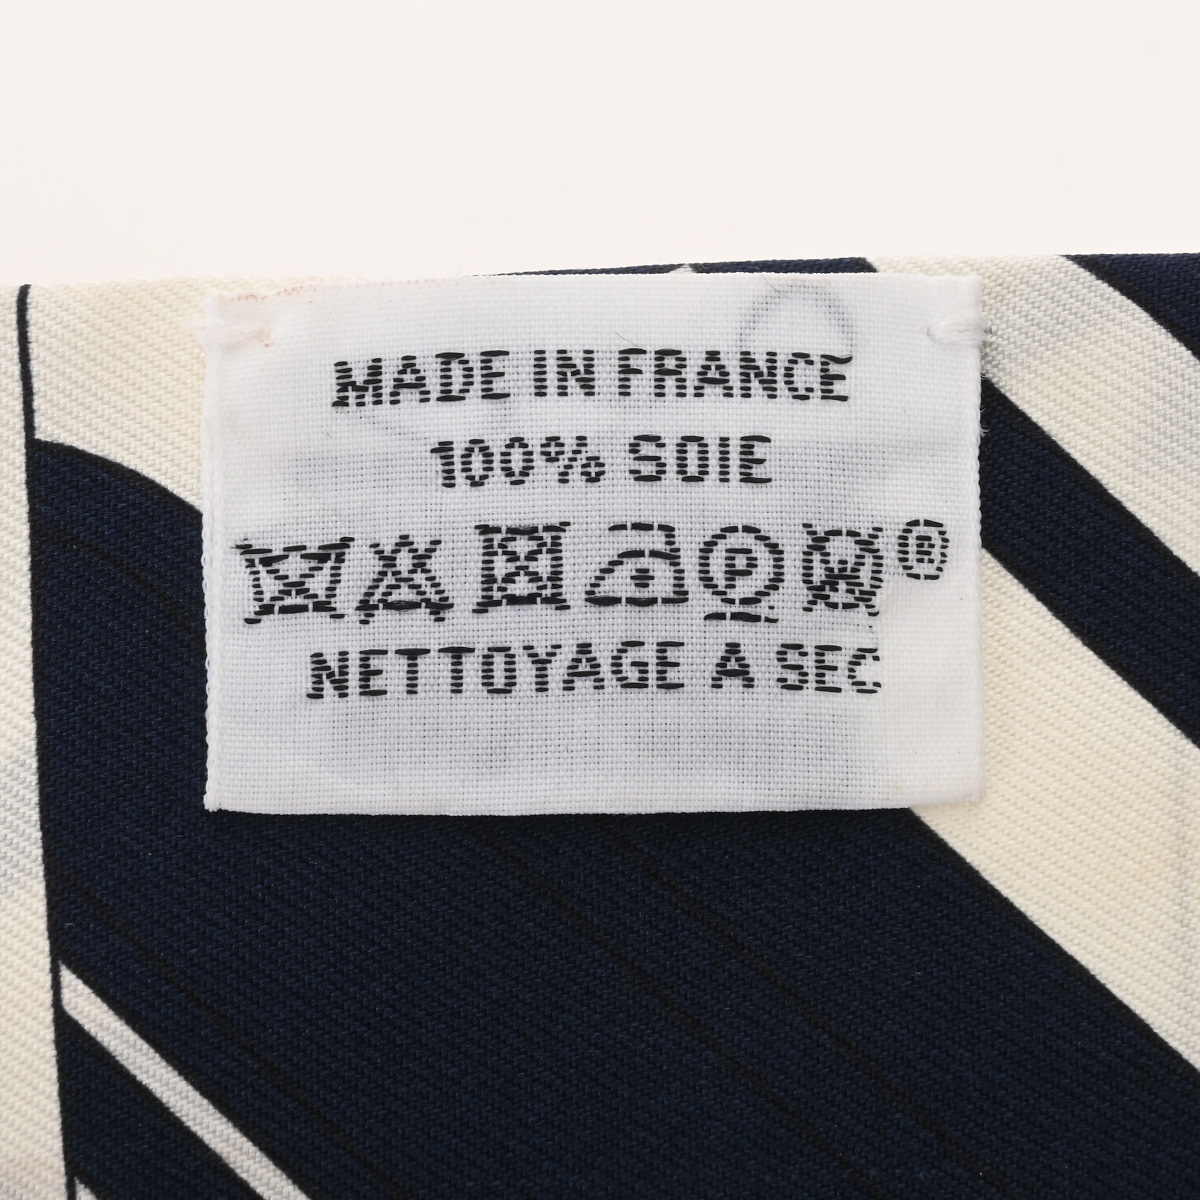 MADE IN FRANCE
100% SOIE
P W ®
NETTOYAGE A SEC